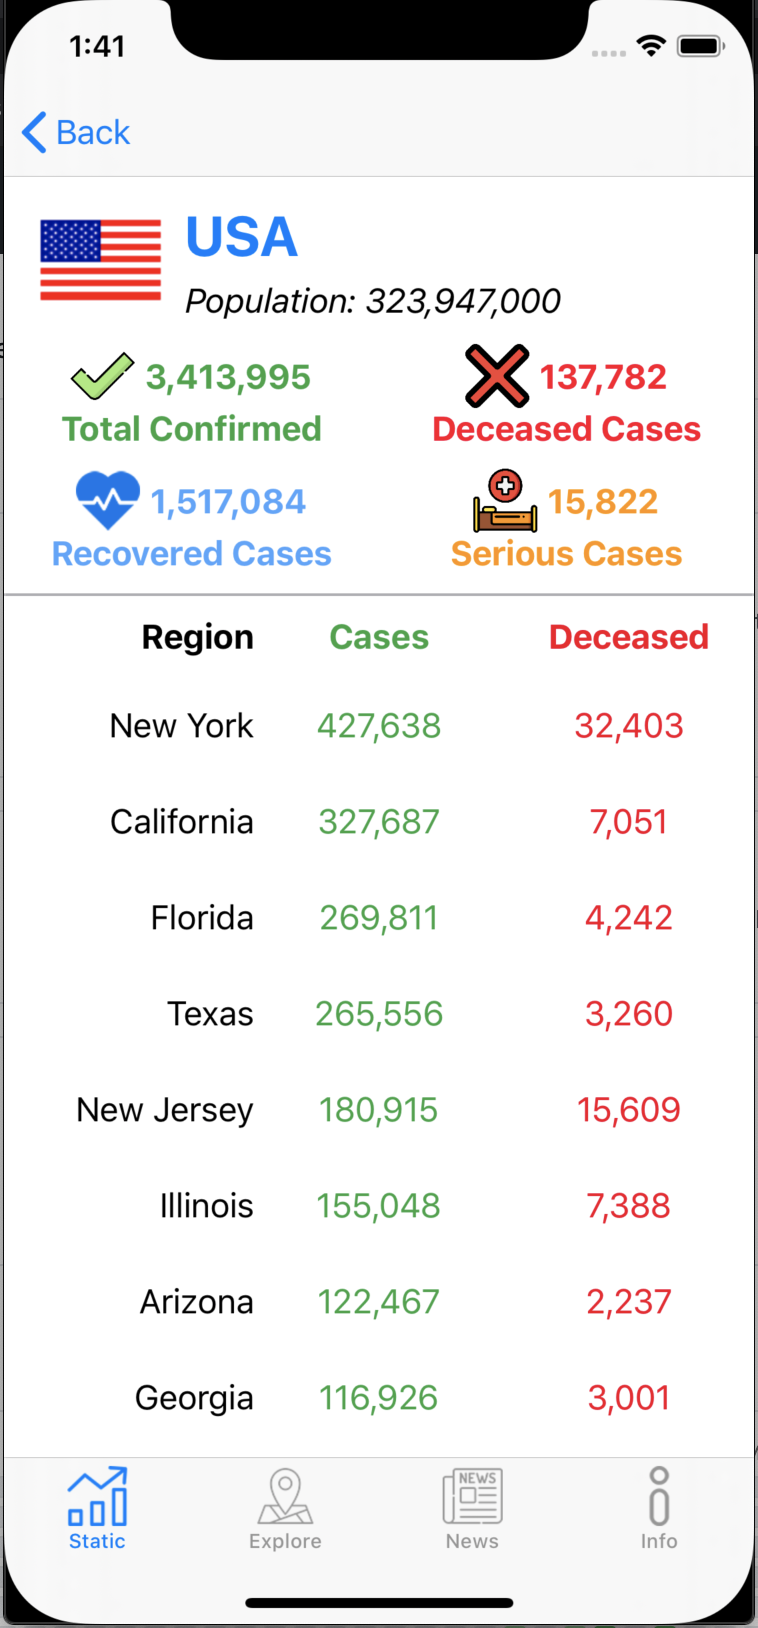 1:41
Back
USA
Population: 323,947,000
3,413,995 137,782
Total Confirmed Deceased Cases
1,517,084 15,822
Recovered Cases Serious Cases
Region Cases Deceased
New York 427,638 32,403
California 327,687 7,051
Florida 269,811 4,242
Texas 265,556 3,260
New Jersey 180,915 15,609
Illinois 155,048 7,388
Arizona 122,467 2,237
Georgia 116,926 3,001
NEWS
Static Explore News Info